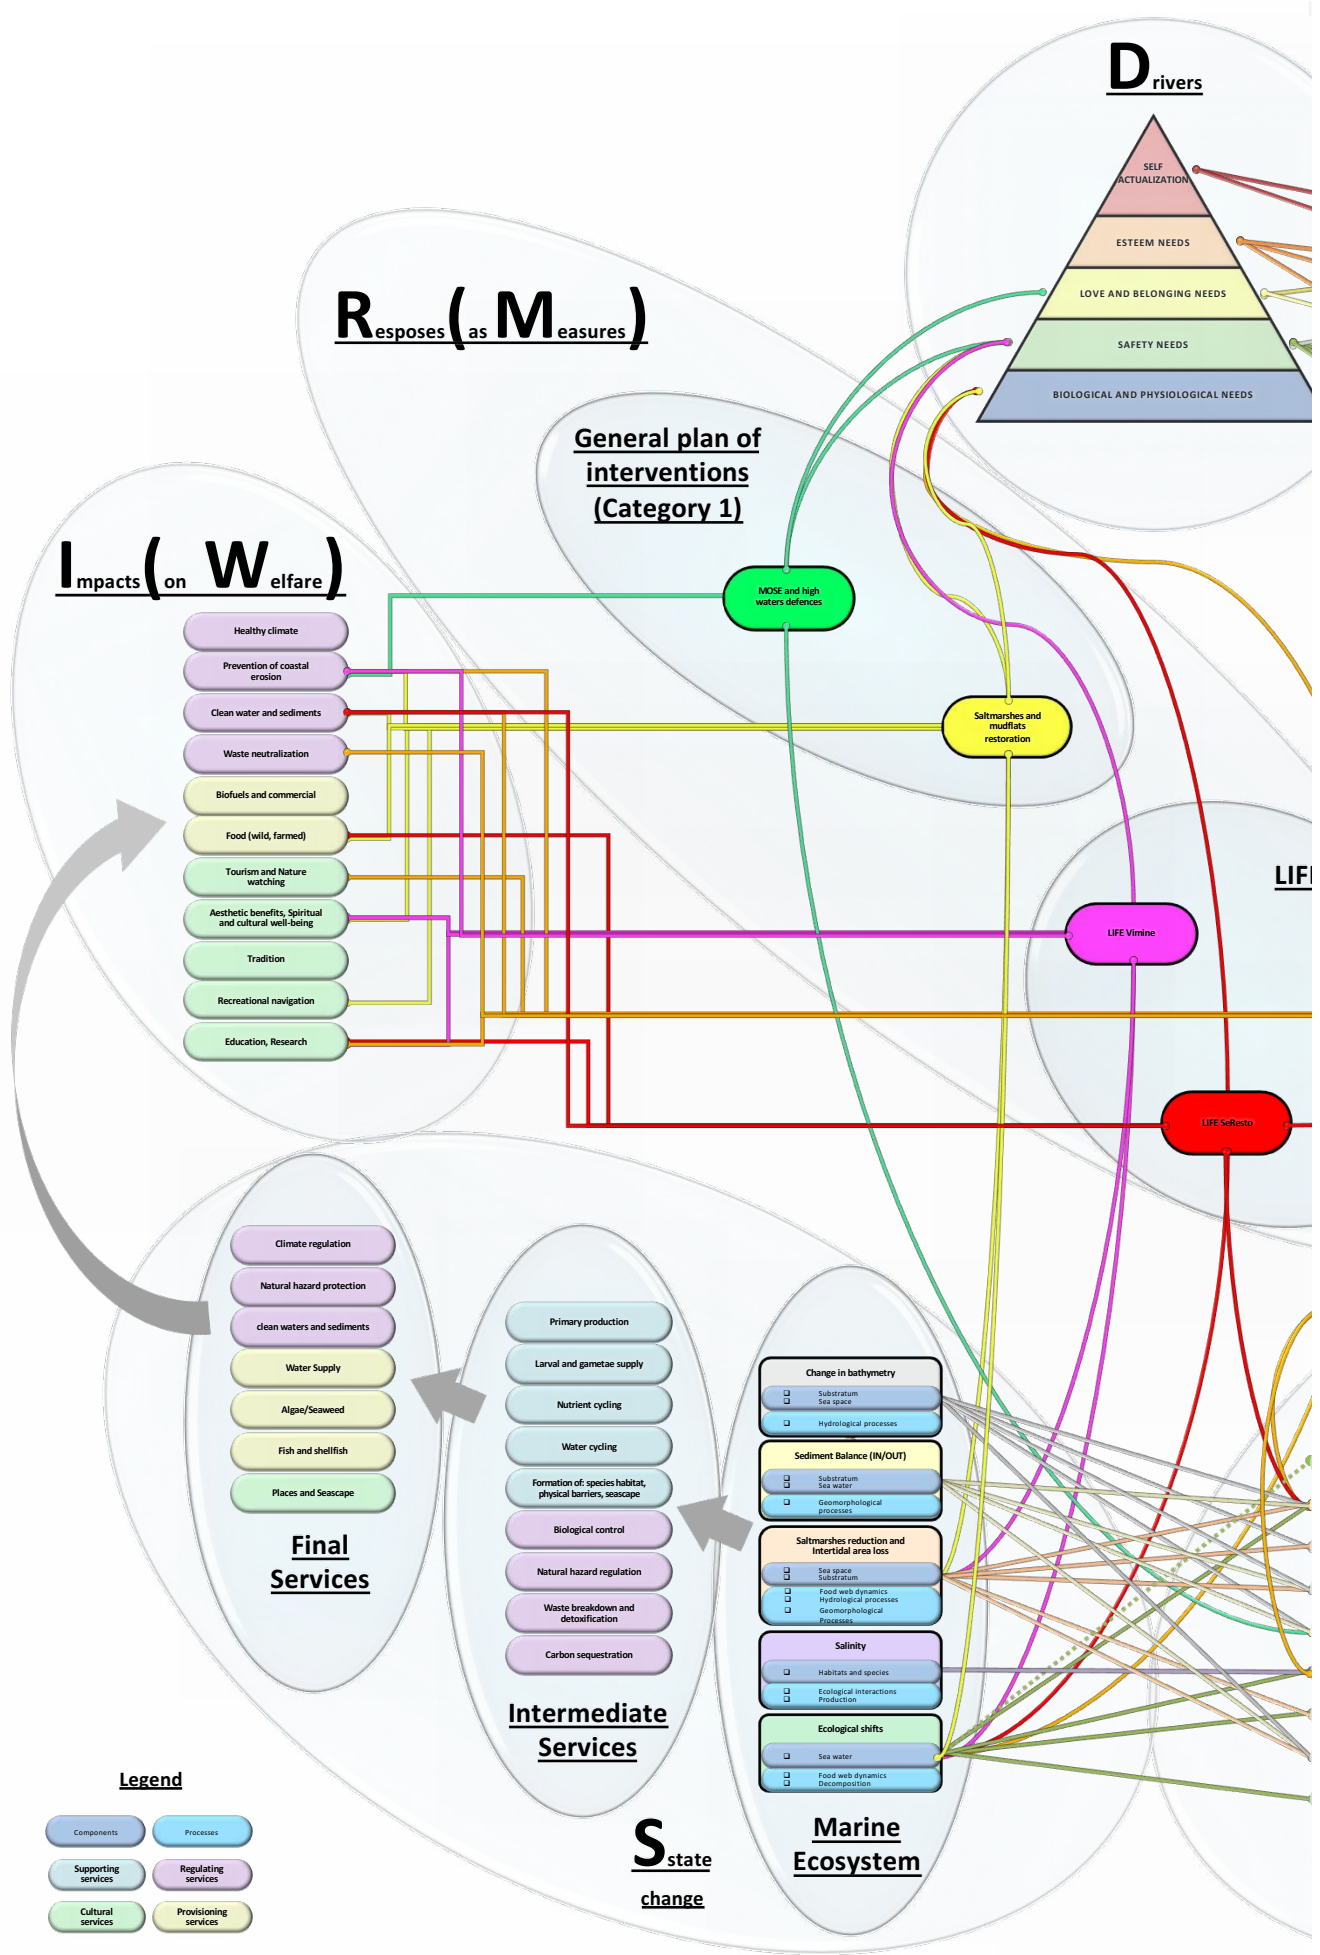 Drivers
SELF
ACTUALIZATION
ESTEEM NEEDS
LOVE AND BELONGING NEEDS
SAFETY NEEDS
BIOLOGICAL AND PHYSIOLOGICAL NEEDS
Resposes (as Measures)
General plan of
interventions
(Category 1)
MOSE and high
waters defences
Saltmarshes and
mudflats
restoration
LIFE Vimine
LIFE SeResto
Impacts (on Welfare)
Healthy climate
Prevention of coastal
erosion
Clean water and sediments
Waste neutralization
Biofuels and commercial
Food (wild, farmed)
Tourism and Nature
watching
Aesthetic benefits, Spiritual
and cultural well-being
Tradition
Recreational navigation
Education, Research
Climate regulation
Natural hazard protection
clean waters and sediments
Water Supply
Algae/Seaweed
Fish and shellfish
Places and Seascape
Final
Services
Primary production
Larval and gametae supply
Nutrient cycling
Water cycling
Formation of: species habitat,
physical barriers, seascape
Biological control
Natural hazard regulation
Waste breakdown and
detoxification
Carbon sequestration
Intermediate
Services
Change in bathymetry
Substratum
Sea space
Hydrological processes
Sediment Balance (IN/OUT)
Substratum
Sea water
Geomorphological
processes
Saltmarshes reduction and
Intertidal area loss
Sea space
Substratum
Food web dynamics
Hydrological processes
Geomorphological
Processes
Salinity
Habitats and species
Ecological interactions
Production
Ecological shifts
Sea water
Food web dynamics
Decomposition
Marine
Ecosystem
Sstate
change
Legend
Components
Processes
Supporting
services
Regulating
services
Cultural
services
Provisioning
services